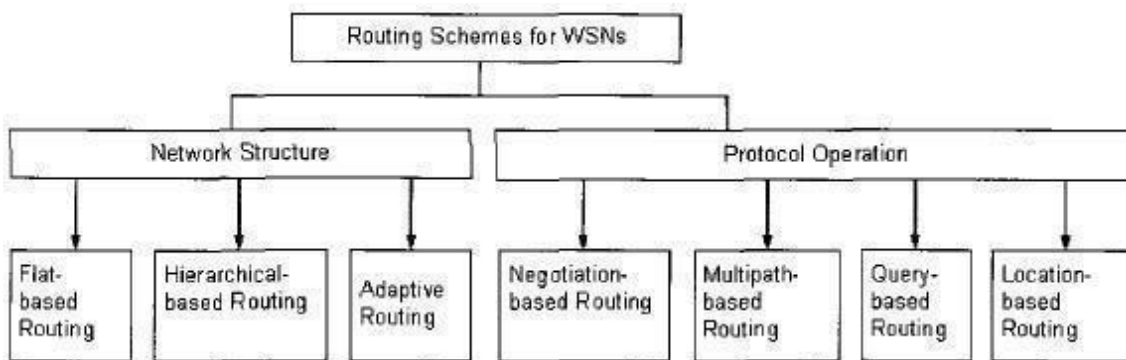 Routing Schemes for WSNs
Network Structure
Protocol Operation
Flat-
based
Routing
Hierarchical-
based Routing
Adaptive
Routing
Negotiation-
based Routing
Multipath-
based
Routing
Query-
based
Routing
Location-
based
Routing